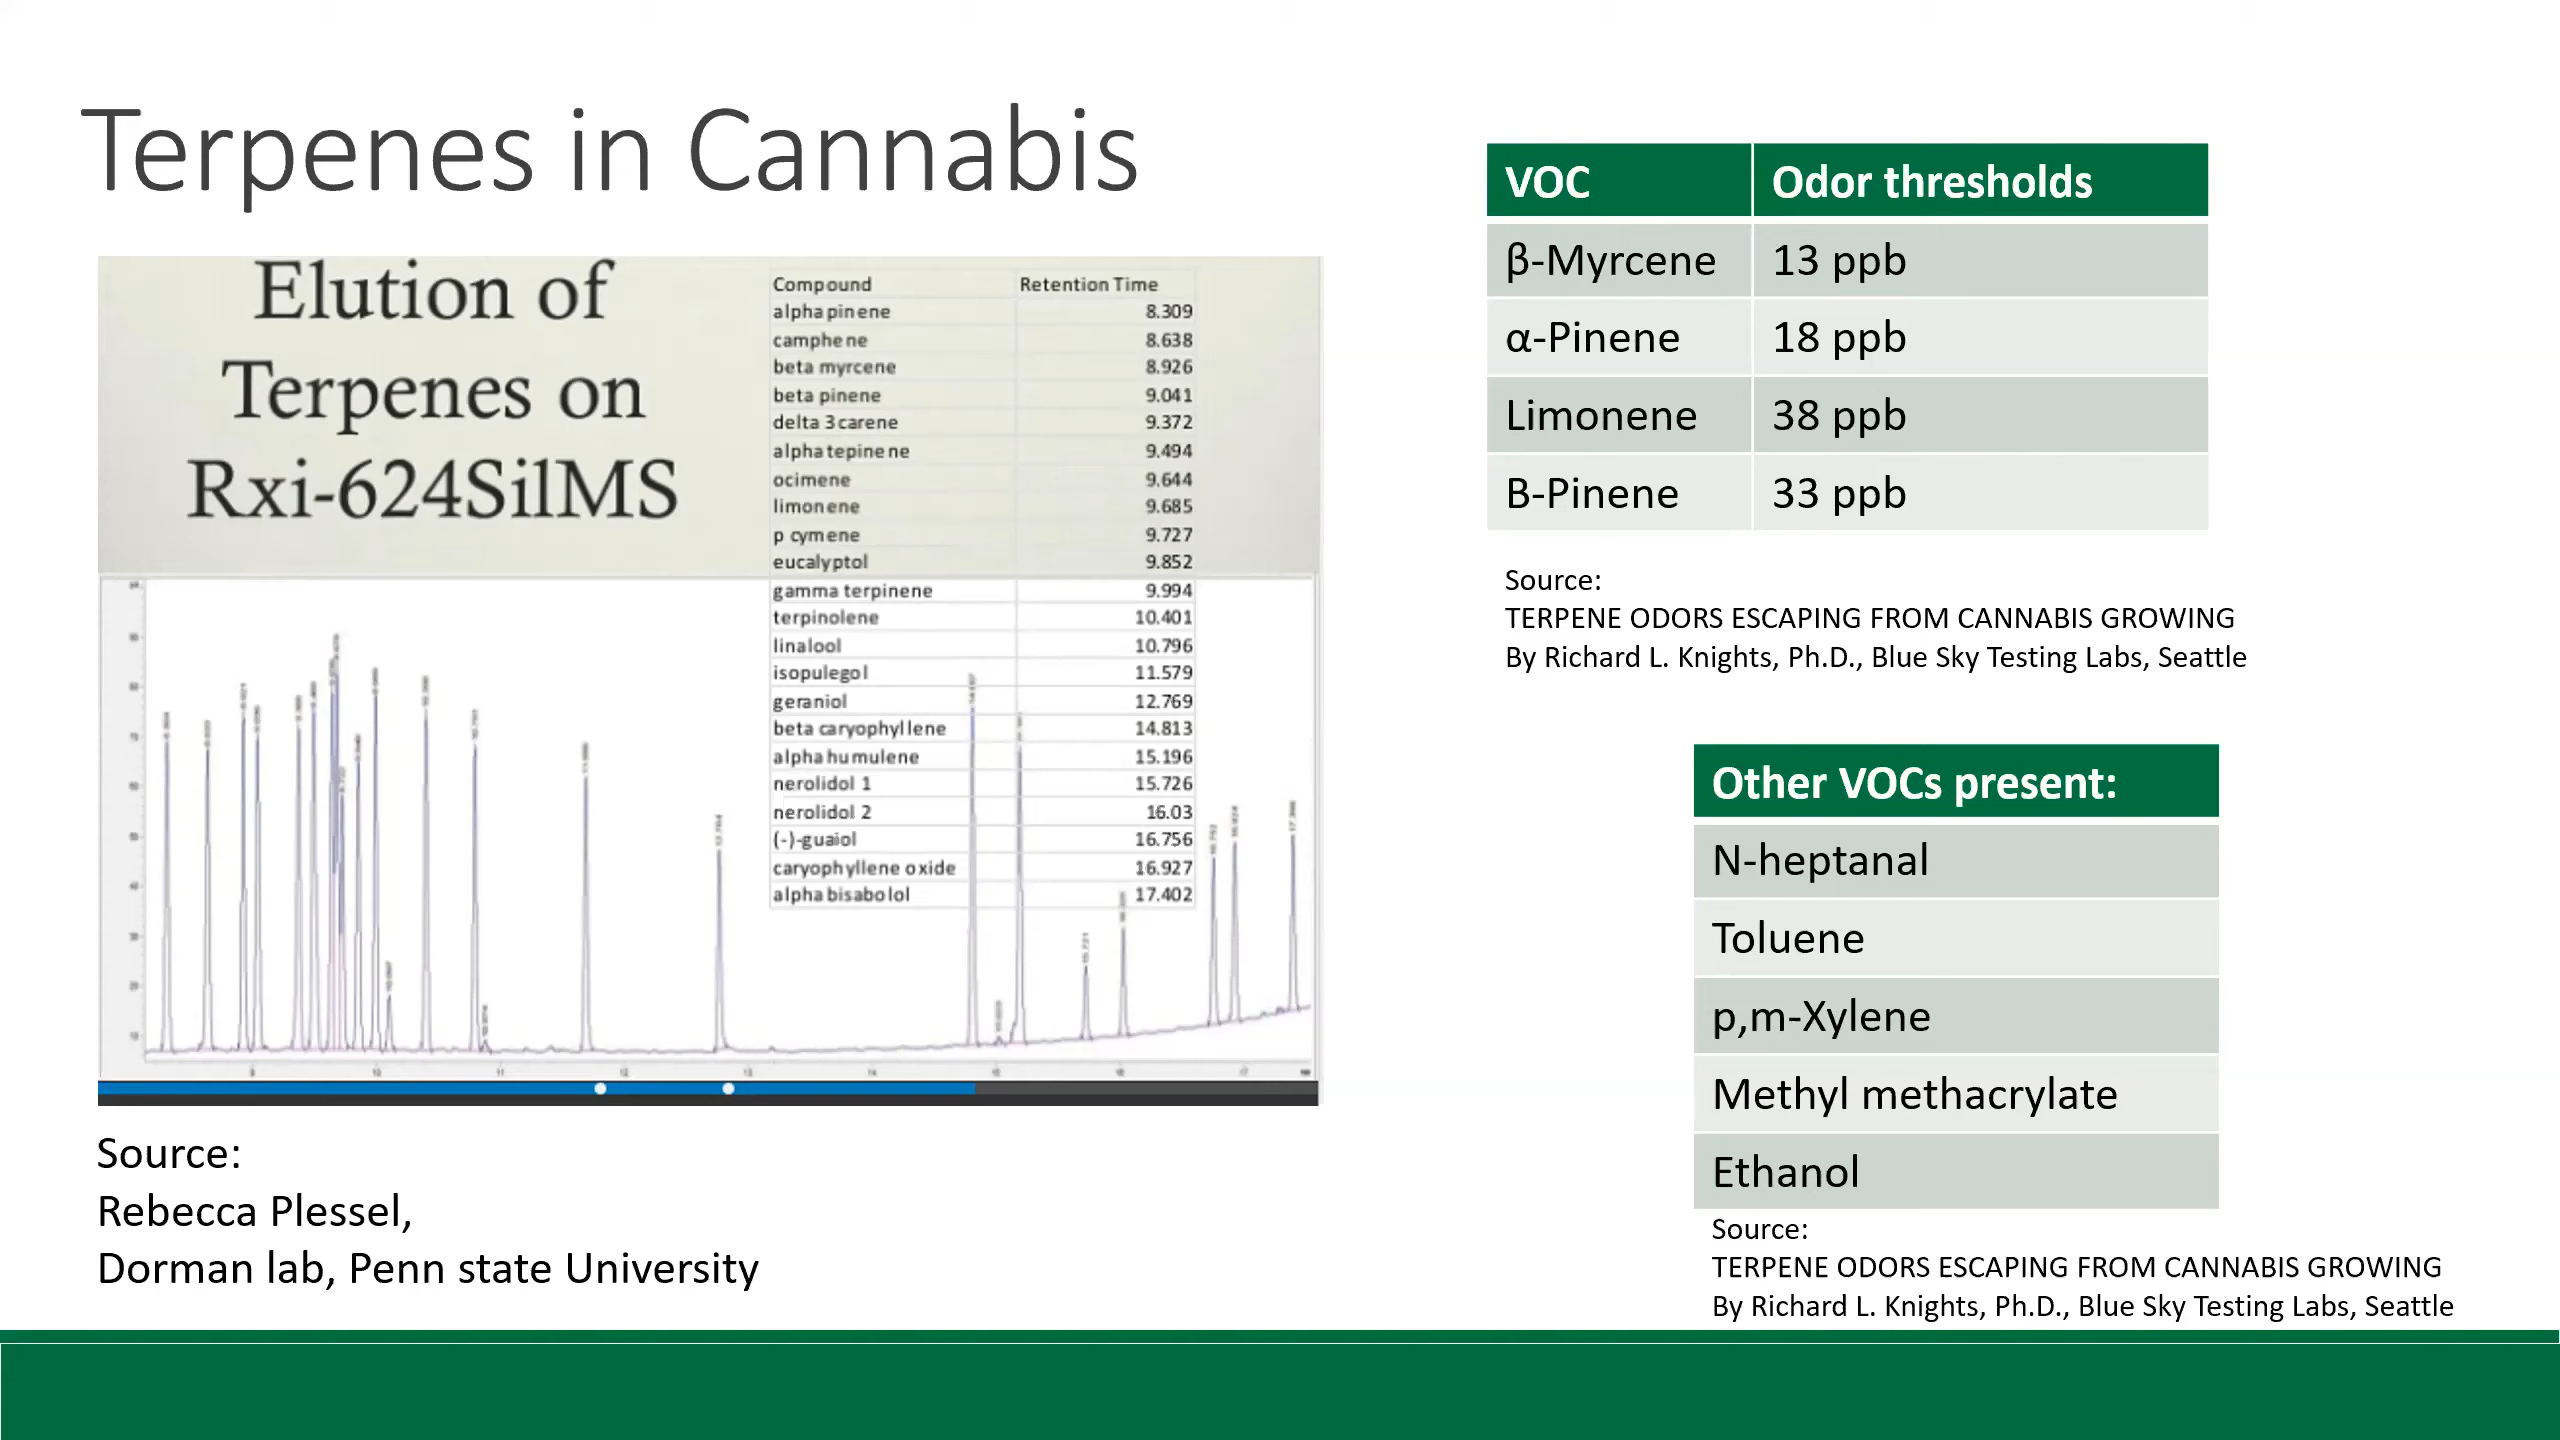 Terpenes in Cannabis
Elution of
Terpenes on
Rxi-624SilMS
Compound Retention Time
alpha pinene 8.309
camphene 8.638
beta myrcene 8.926
beta pinene 9.041
delta 3 carene 9.372
alpha tepinene 9.494
ocimene 9.644
limonene 9.685
p cymene 9.727
eucalyptol 9.852
gamma terpinene 9.994
terpinolene 10.401
linalool 10.796
isopulegol 11.579
geraniol 12.769
beta caryophyllene 14.813
alpha humulene 15.196
nerolidol 1 15.726
nerolidol 2 16.03
(-)-guaiol 16.756
caryophyllene oxide 16.927
alpha bisabolol 17.402
Source:
Rebecca Plessel,
Dorman lab, Penn state University
VOC Odor thresholds
β-Myrcene 13 ppb
α-Pinene 18 ppb
Limonene 38 ppb
B-Pinene 33 ppb
Source:
TERPENE ODORS ESCAPING FROM CANNABIS GROWING
By Richard L. Knights, Ph.D., Blue Sky Testing Labs, Seattle
Other VOCs present:
N-heptanal
Toluene
p,m-Xylene
Methyl methacrylate
Ethanol
Source:
TERPENE ODORS ESCAPING FROM CANNABIS GROWING
By Richard L. Knights, Ph.D., Blue Sky Testing Labs, Seattle